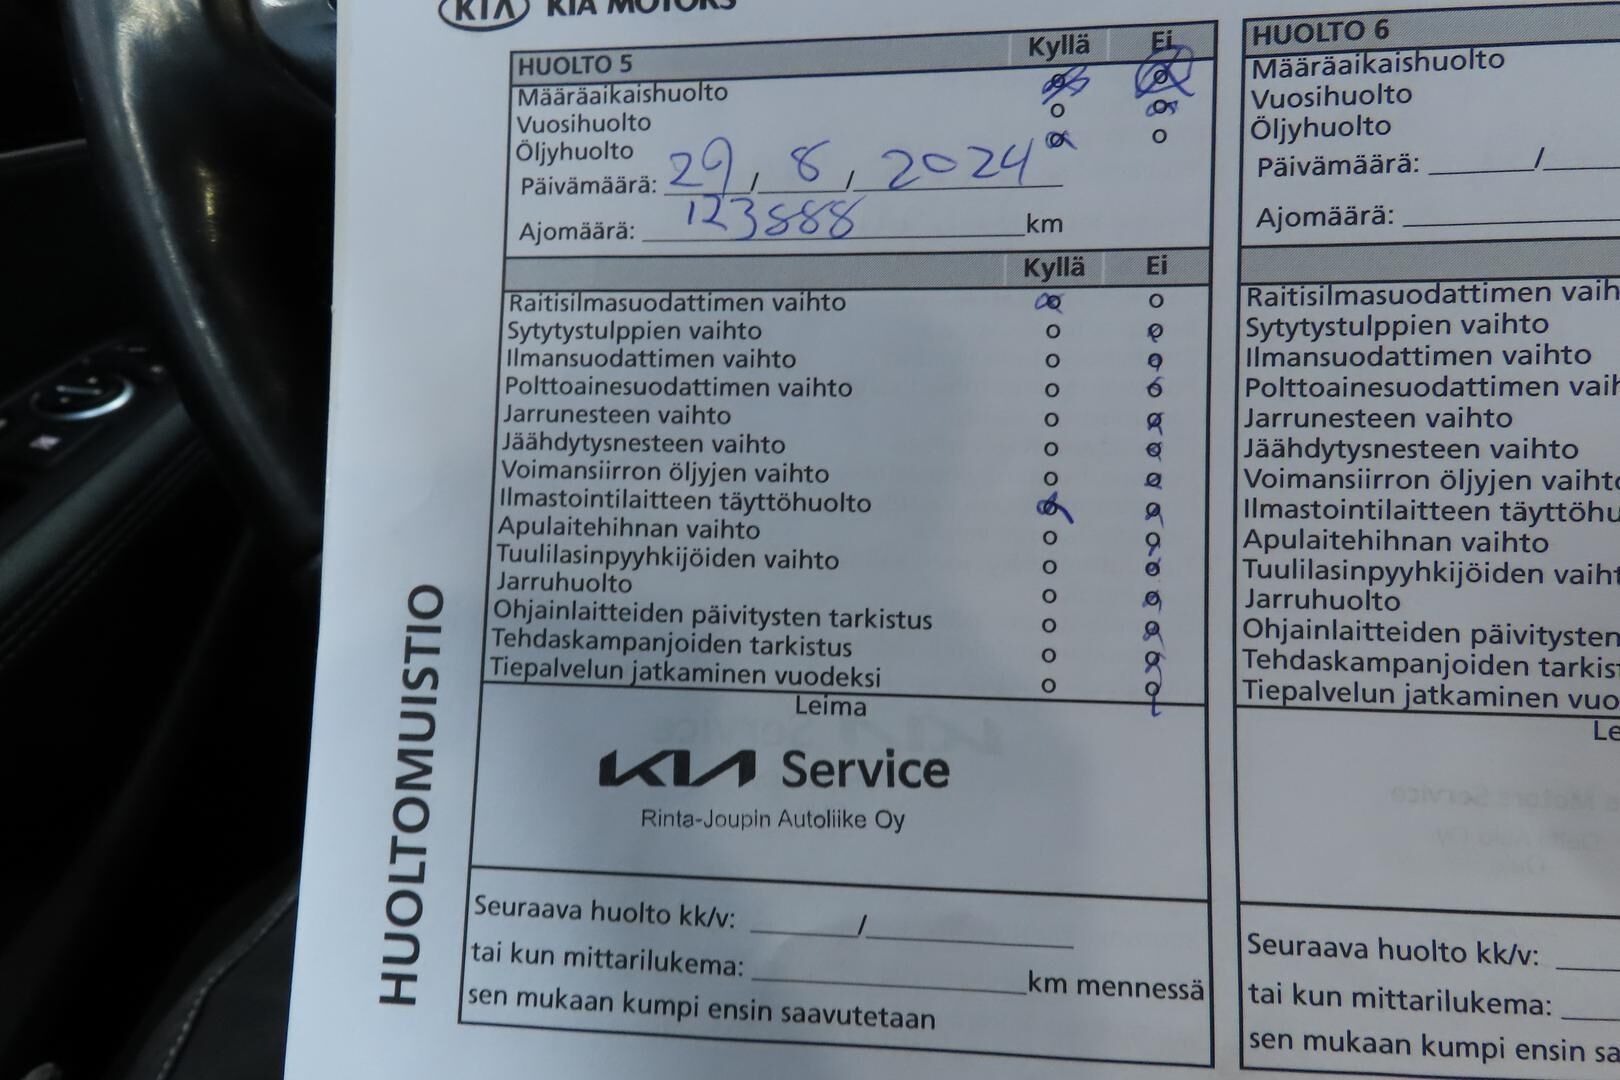 KIA KIA MOTORS
HUOLTOMUISTIO
HUOLTO 5 Kyllä Ei
Määräaikaishuolto
Vuosihuolto
Öljyhuolto
Päivämäärä: 29 / 8 / 2024
Ajomäärä: 123888 km
Kyllä Ei
Raitisilmasuodattimen vaihto
Sytytystulppien vaihto
Ilmansuodattimen vaihto
Polttoainesuodattimen vaihto
Jarrunesteen vaihto
Jäähdytysnesteen vaihto
Voimansiirron öljyjen vaihto
Ilmastointilaitteen täyttöhuolto
Apulaitehihnan vaihto
Tuulilasinpyyhkijöiden vaihto
Jarruhuolto
Ohjainlaitteiden päivitysten tarkistus
Tehdaskampanjoiden tarkistus
Tiepalvelun jatkaminen vuodeksi
Leima
KIA Service
Rinta-Joupin Autoliike Oy
Seuraava huolto kk/v: /
tai kun mittarilukema: km mennessä
sen mukaan kumpi ensin saavutetaan
HUOLTO 6
Määräaikaishuolto
Vuosihuolto
Öljyhuolto
Päivämäärä: /
Ajomäärä:
Raitisilmasuodattimen vaih
Sytytystulppien vaihto
Ilmansuodattimen vaihto
Polttoainesuodattimen vaih
Jarrunesteen vaihto
Jäähdytysnesteen vaihto
Voimansiirron öljyjen vaihto
Ilmastointilaitteen täyttöhu
Apulaitehihnan vaihto
Tuulilasinpyyhkijöiden vaiht
Jarruhuolto
Ohjainlaitteiden päivitysten
Tehdaskampanjoiden tarkis
Tiepalvelun jatkaminen vuo
Le
Seuraava huolto kk/v:
tai kun mittarilukema:
sen mukaan kumpi ensin sa